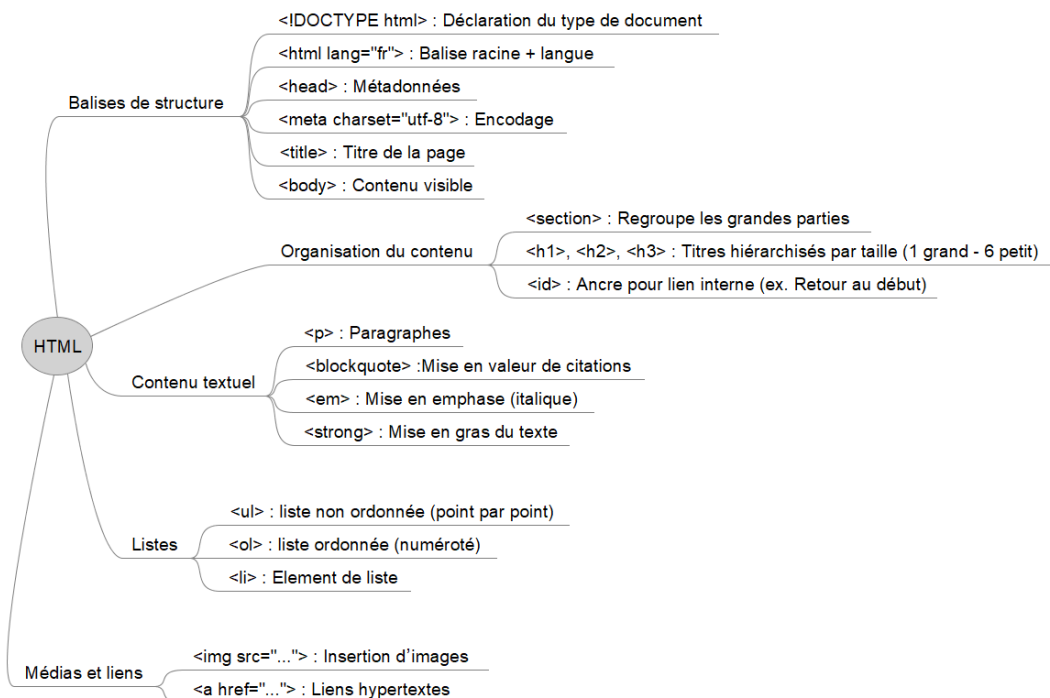 <!DOCTYPE html> : Déclaration du type de document
<html lang="fr"> : Balise racine + langue
<head> : Métadonnées
Balises de structure
<meta charset="utf-8"> : Encodage
<title> : Titre de la page
<body> : Contenu visible
<section> : Regroupe les grandes parties
Organisation du contenu
<h1>, <h2>, <h3> : Titres hiérarchisés par taille (1 grand - 6 petit)
<id> : Ancre pour lien interne (ex. Retour au début)
HTML
<p> : Paragraphes
<blockquote> :Mise en valeur de citations
Contenu textuel
<em> : Mise en emphase (italique)
<strong> : Mise en gras du texte
<ul> : liste non ordonnée (point par point)
Listes
<ol> : liste ordonnée (numéroté)
<li> : Element de liste
<img src="..."> : Insertion d’images
Médias et liens
<a href="..."> : Liens hypertextes